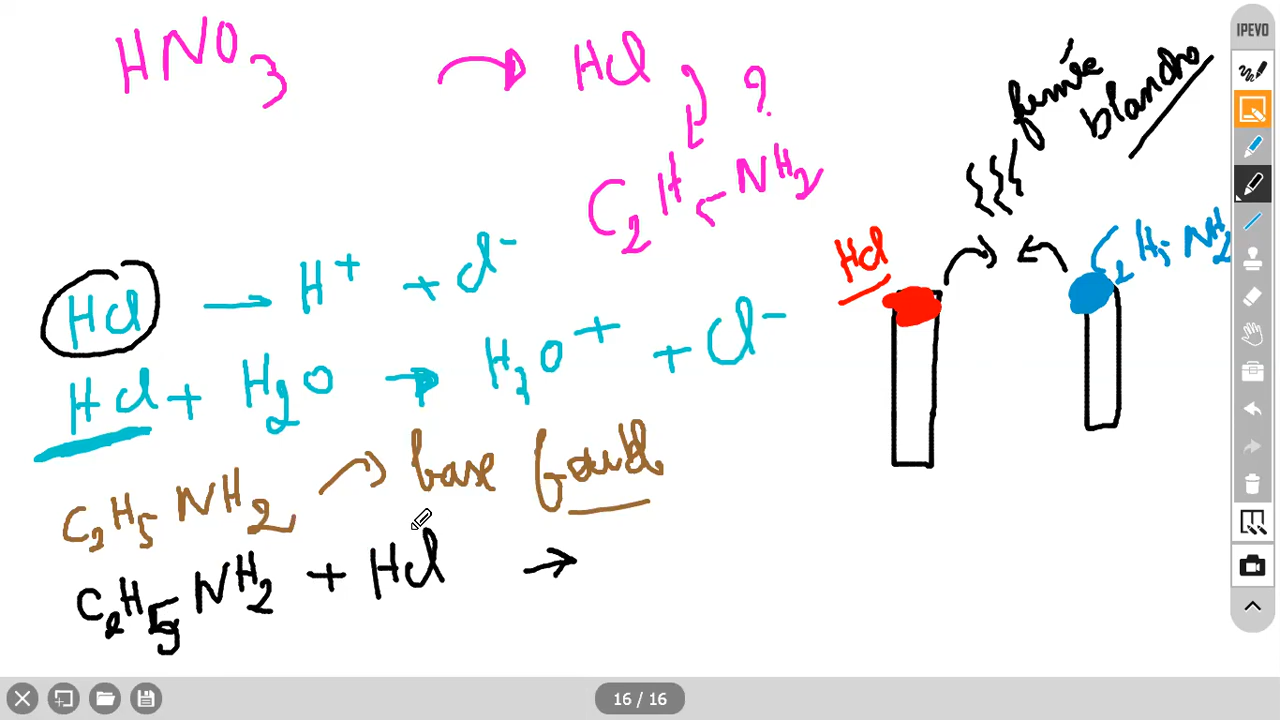 HNO3
→ HCl
?
C2H5-NH2
fumée
blanche
HCl → H+ + Cl-
HCl + H2O → H3O+ + Cl-
C2H5NH2 → base
C2H5NH2 + HCl →
HCl
C2H5NH2
IPEVO
16 / 16